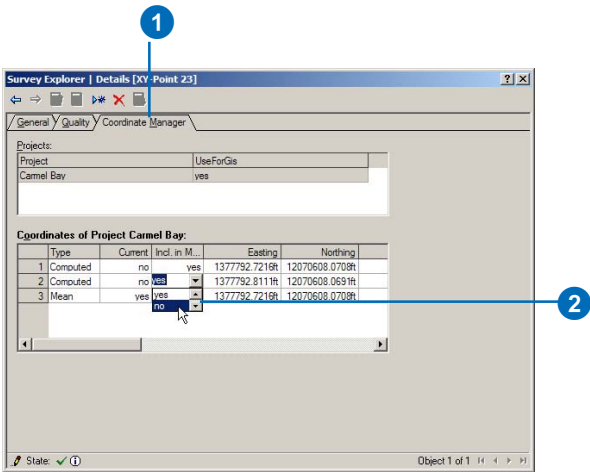 1
Survey Explorer | Details [XY-Point 23]
General Quality Coordinate Manager
Projects:
Project UseForGis
Carmel Bay yes
Coordinates of Project Carmel Bay:
Type Current Incl. in M... Easting Northing
1 Computed no yes 1377792.7216ft 12070608.0708ft
2 Computed no yes 1377792.8111ft 12070608.0691ft
3 Mean yes yes 1377792.7216ft 12070608.0708ft
no
2
State: Object 1 of 1